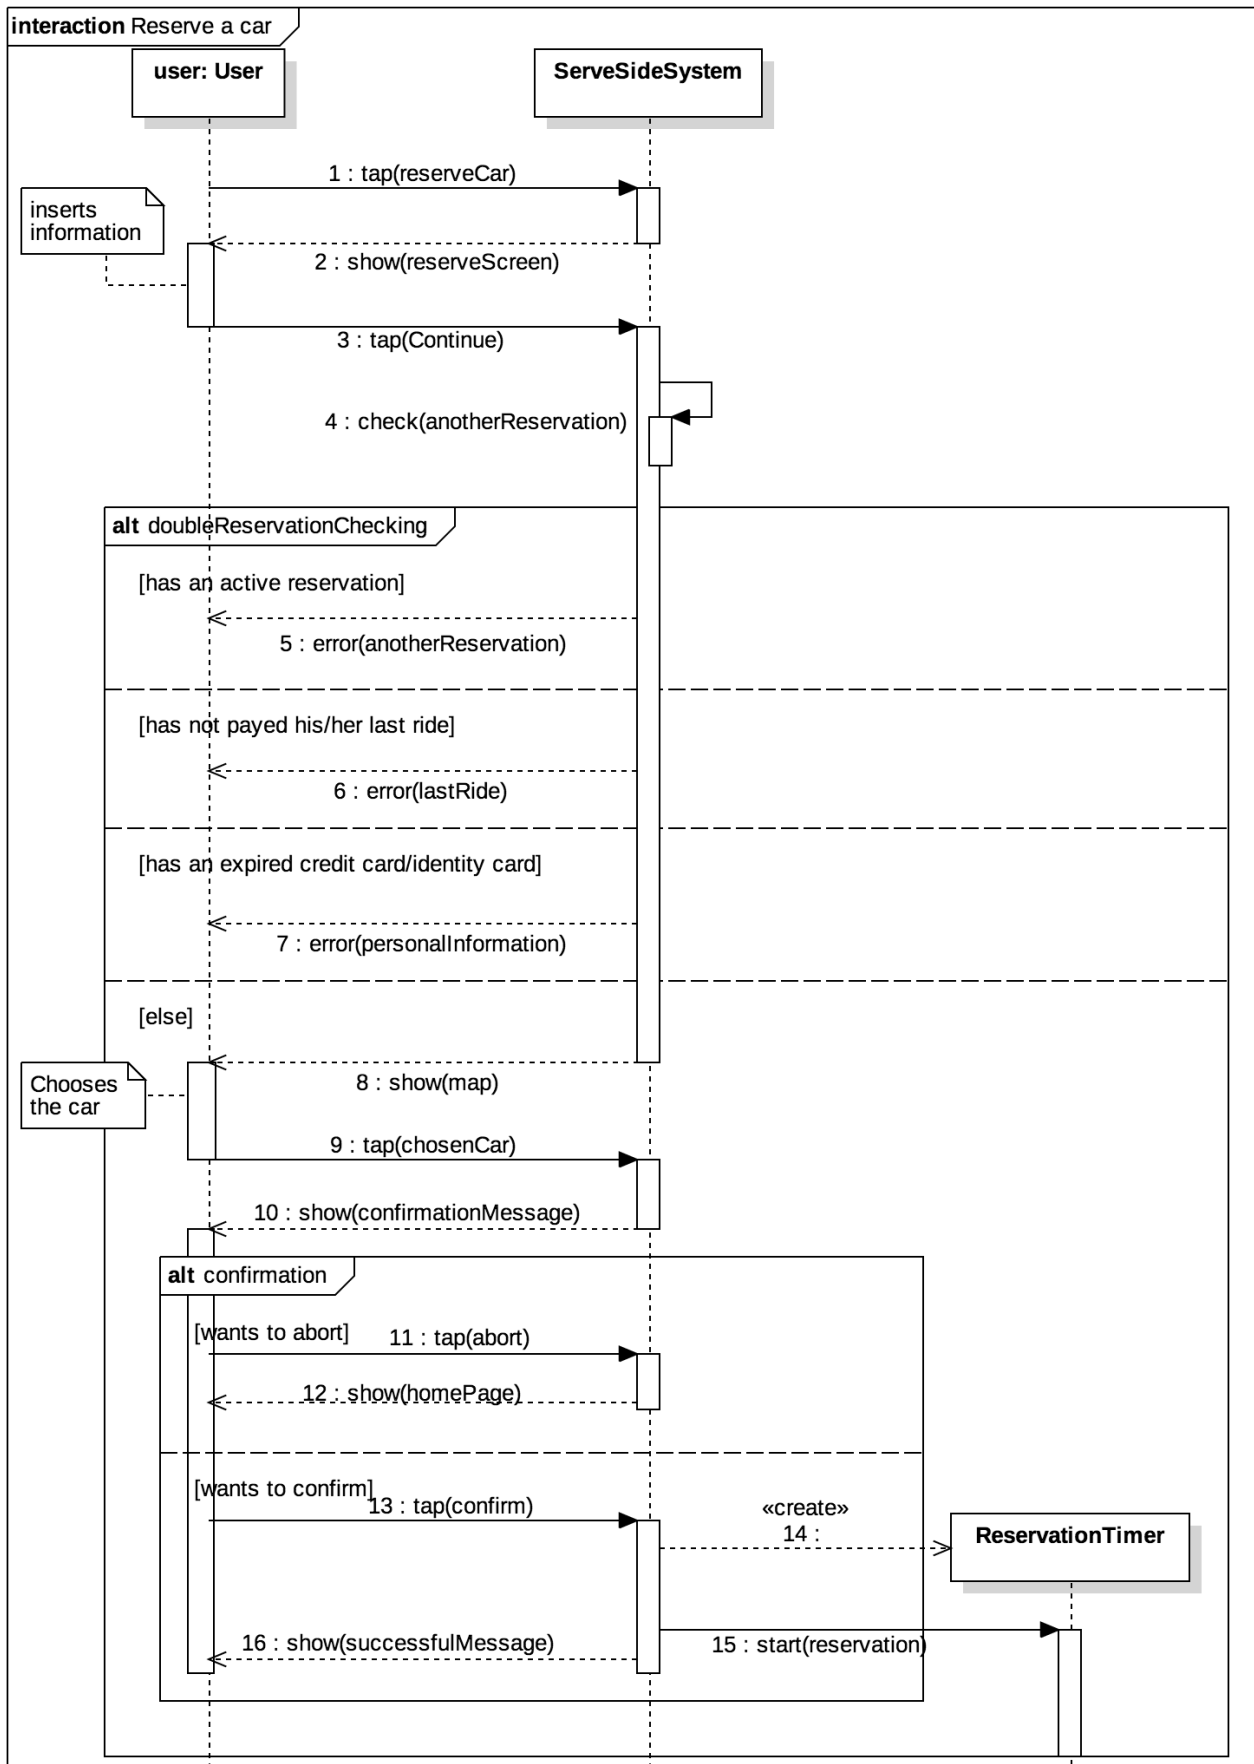 interaction Reserve a car
user: User
ServeSideSystem
1 : tap(reserveCar)
inserts
information
2 : show(reserveScreen)
3 : tap(Continue)
4 : check(anotherReservation)
alt doubleReservationChecking
[has an active reservation]
5 : error(anotherReservation)
[has not payed his/her last ride]
6 : error(lastRide)
[has an expired credit card/identity card]
7 : error(personalInformation)
[else]
Chooses
the car
8 : show(map)
9 : tap(chosenCar)
10 : show(confirmationMessage)
alt confirmation
[wants to abort]
11 : tap(abort)
12 : show(homePage)
[wants to confirm]
13 : tap(confirm)
«create»
14 :
ReservationTimer
16 : show(successfulMessage)
15 : start(reservation)